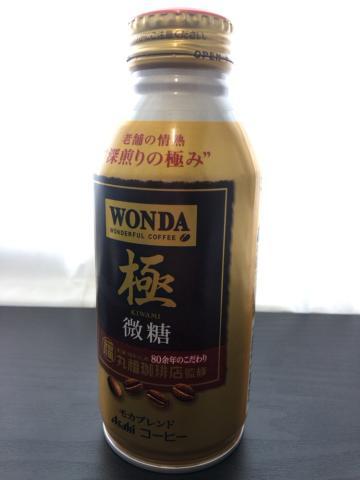 OPEN
老舗の情熱
"深煎りの極み"
WONDA
WONDERFUL COFFEE
極
KIWAMI
微糖
80余年のこだわり
丸福珈琲店監修
モカブレンド
Asahi コーヒー